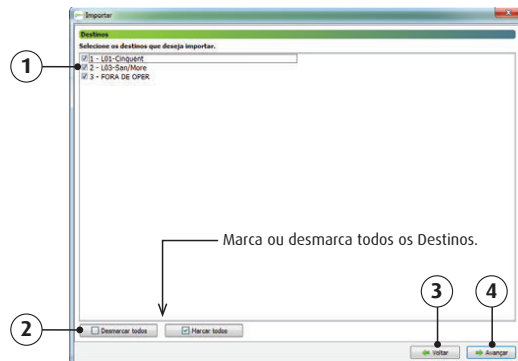 Importar
Destinos
Selecione os destinos que deseja importar.
1
1 - L01-Cinquent
2 - L03-San/More
3 - FORA DE OPER
Marca ou desmarca todos os Destinos.
3
4
2
Desmarcar todos
Marcar todos
Voltar
Avançar